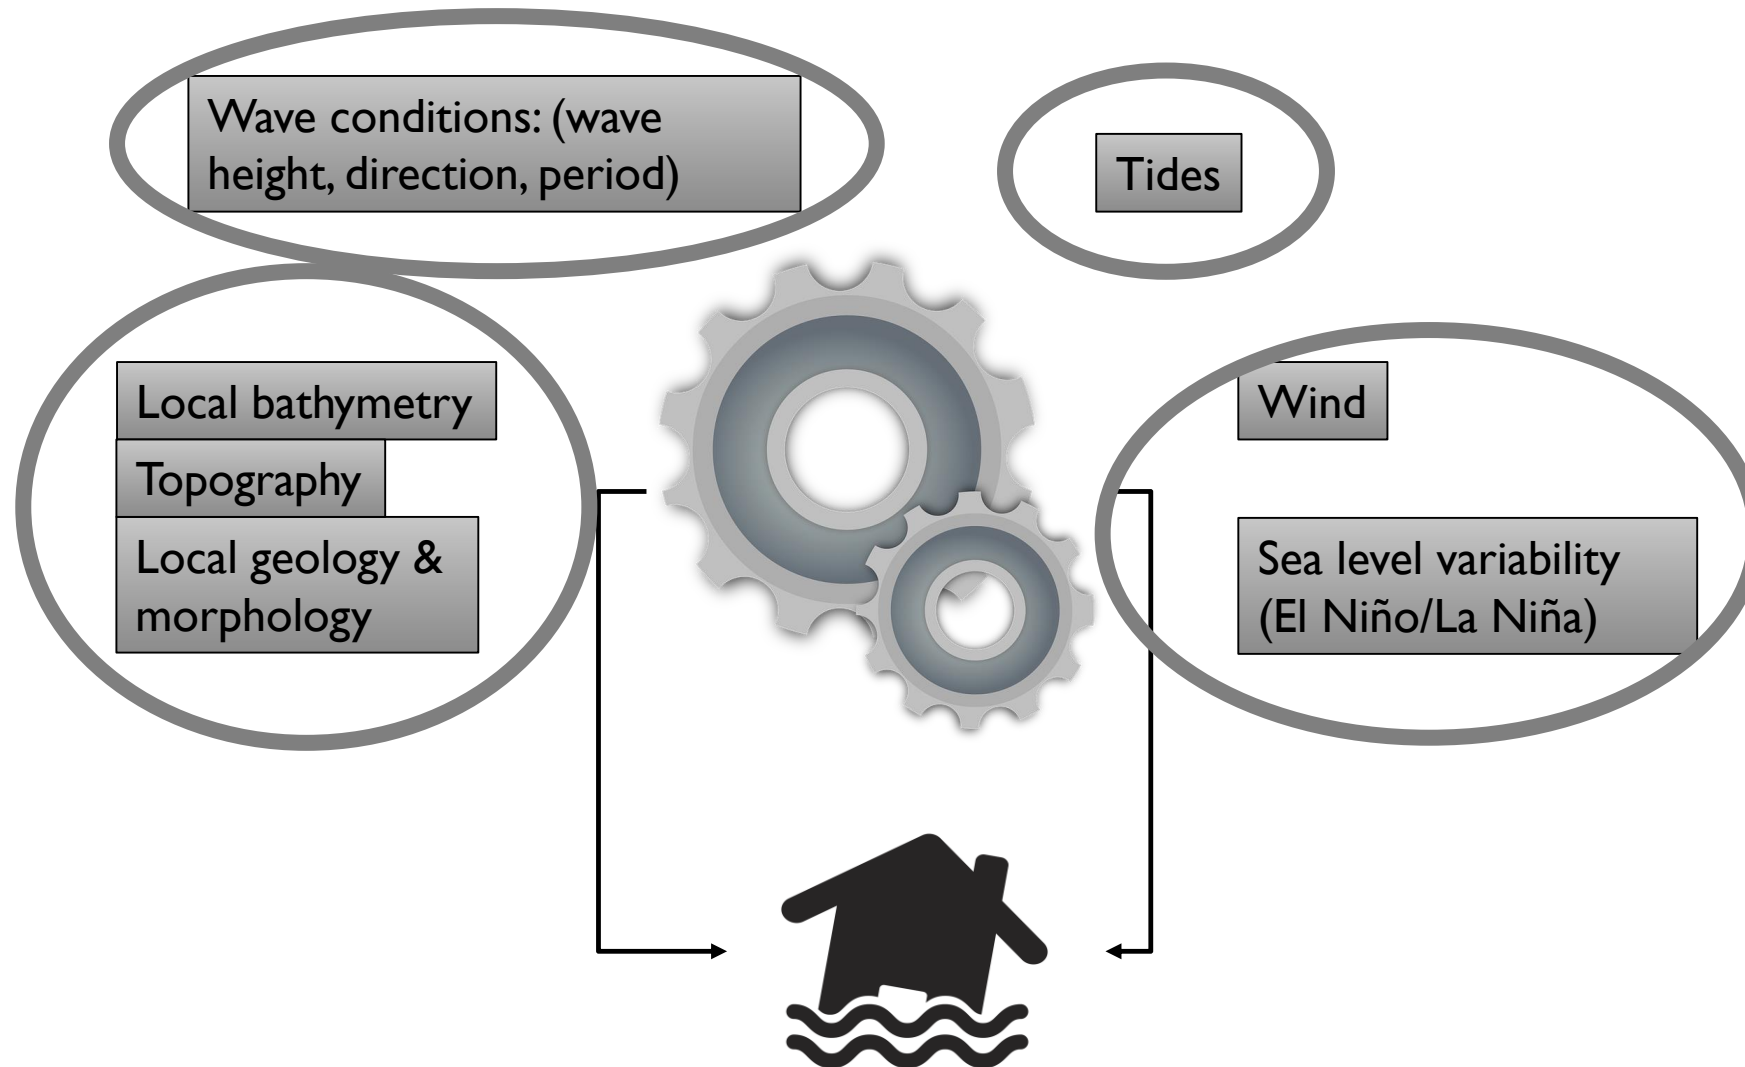 Wave conditions: (wave
height, direction, period)
Tides
Local bathymetry
Topography
Local geology &
morphology
Wind
Sea level variability
(El Niño/La Niña)